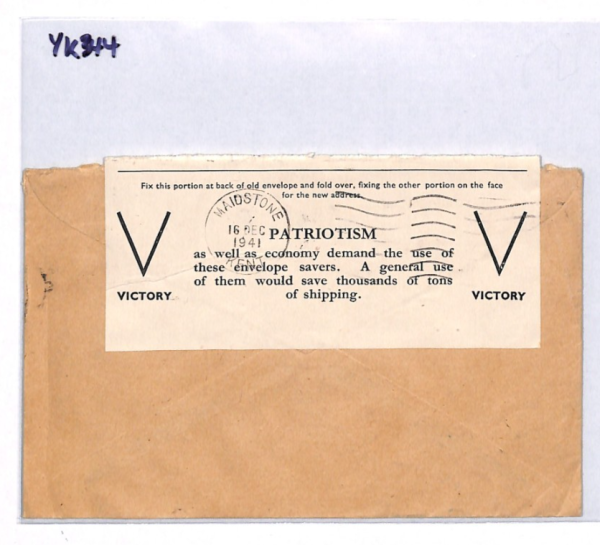 YK344
Fix this portion at back of old envelope and fold over, fixing the other portion on the face
for the new address.
MAIDSTONE
16 DEC
1941
KENT
PATRIOTISM
as well as economy demand the use of
these envelope savers. A general use
of them would save thousands of tons
of shipping.
V
VICTORY
V
VICTORY